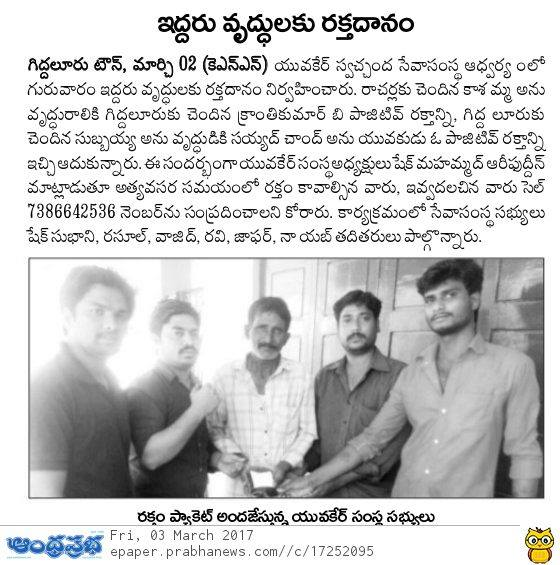 ఇద్దరు వృద్ధులకు రక్తదానం
గిద్దలూరు టౌన్, మార్చి 02 (కెఎన్ఎన్) యువకేర్ స్వచ్ఛంద సేవాసంస్థ ఆధ్వర్య ంలో
గురువారం ఇద్దరు వృద్ధులకు రక్తదానం నిర్వహించారు. రాచర్లకు చెందిన కాశ మ్మ అను
వృద్ధురాలికి గిద్దలూరుకు చెందిన క్రాంతికుమార్ బి పాజిటివ్ రక్తాన్ని, గిద్ద లూరుకు
చెందిన సుబ్బయ్య అను వృద్ధుడికి సయ్యద్ చాంద్ అను యువకుడు ఓ పాజిటివ్ రక్తాన్ని
ఇచ్చి ఆదుకున్నారు. ఈ సందర్భంగా యువకేర్ సంస్థ అధ్యక్షులు షేక్ మహమ్మద్ ఆరీఫుద్దీన్
మాట్లాడుతూ అత్యవసర సమయంలో రక్తం కావాల్సిన వారు, ఇవ్వదలచిన వారు సెల్
7386642536 నెంబర్‌ను సంప్రదించాలని కోరారు. కార్యక్రమంలో సేవాసంస్థ సభ్యులు
షేక్ సుభాని, రసూల్, వాజిద్, రవి, జాఫర్, నా యబ్ తదితరులు పాల్గొన్నారు.
రక్తం ప్యాకెట్ అందజేస్తున్న యువకేర్ సంస్థ సభ్యులు
ఆంధ్రప్రభ
Fri, 03 March 2017
epaper.prabhanews.com//c/17252095